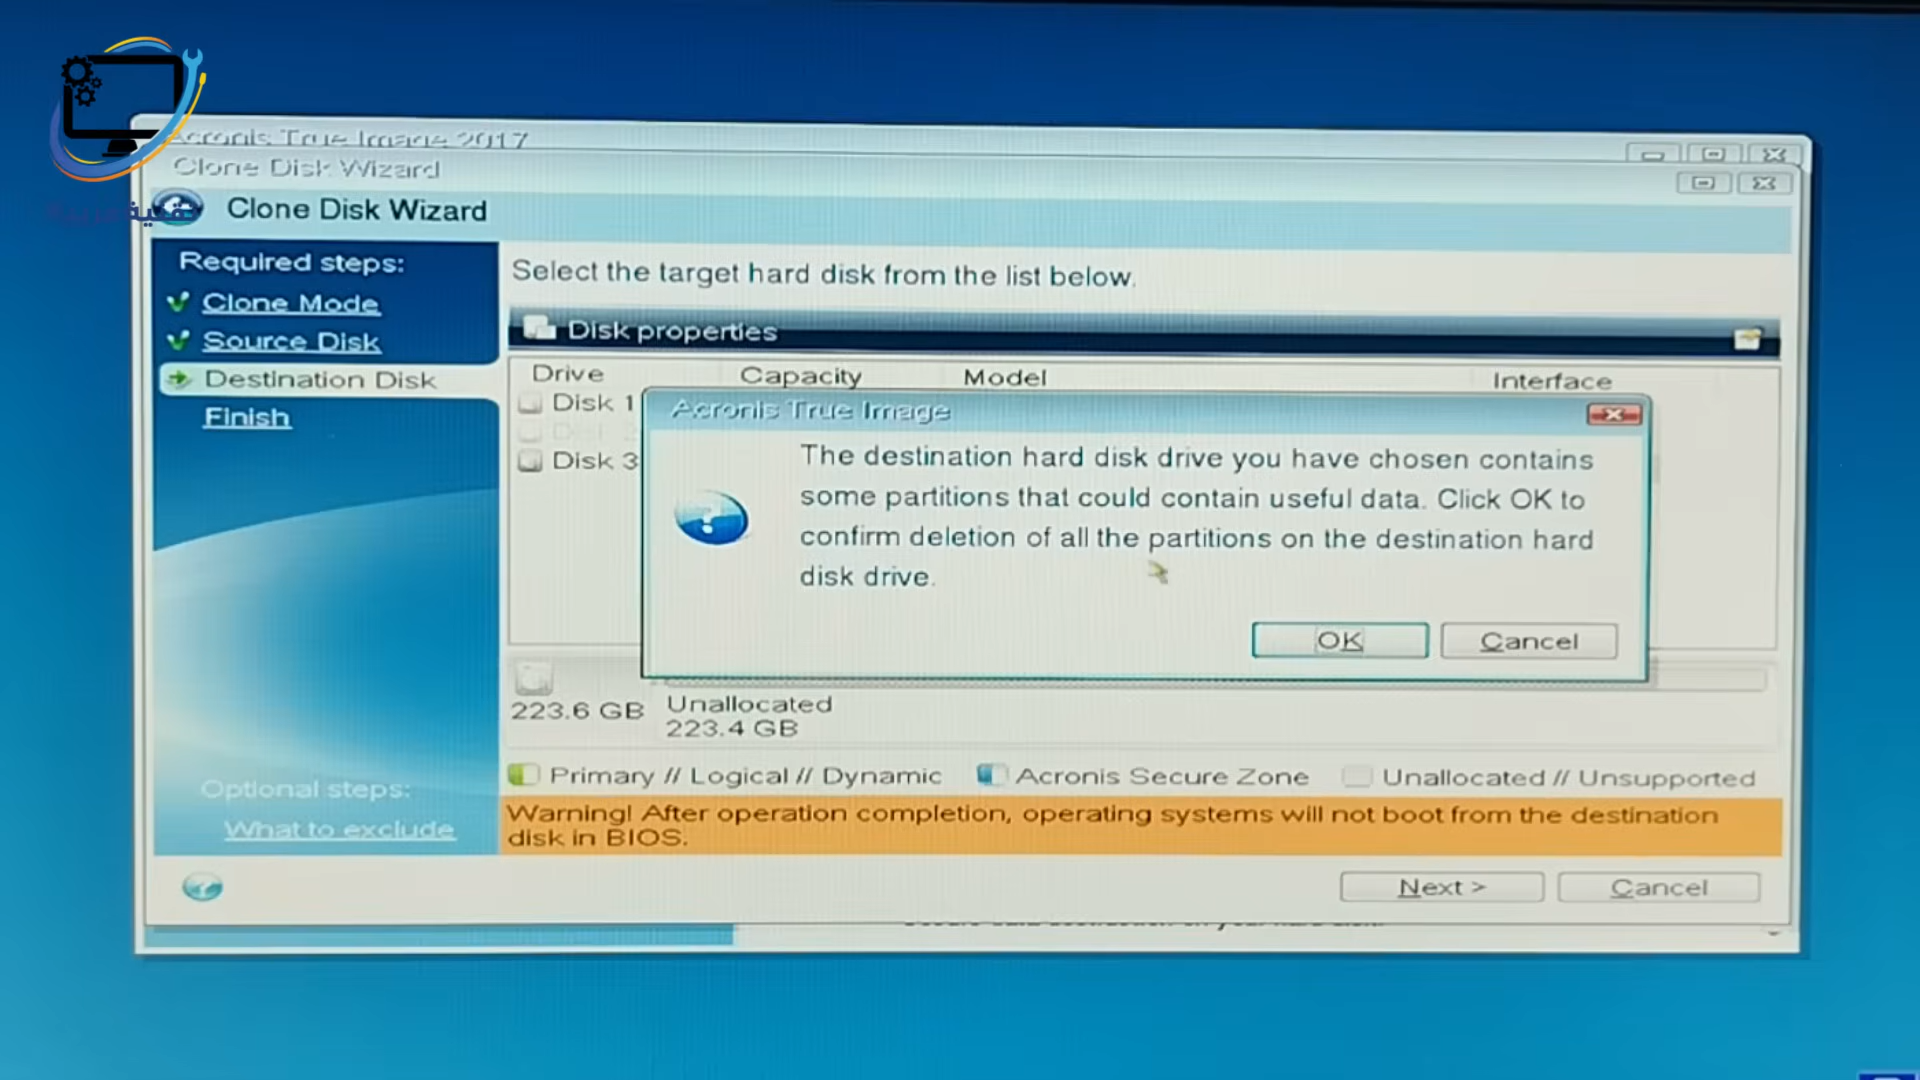 Acronis True Image 2017
Clone Disk Wizard
Clone Disk Wizard
Required steps:
Clone Mode
Source Disk
Destination Disk
Finish
Select the target hard disk from the list below.
Disk properties
Drive Capacity Model Interface
Disk 1
Disk 3
Acronis True Image
The destination hard disk drive you have chosen contains
some partitions that could contain useful data. Click OK to
confirm deletion of all the partitions on the destination hard
disk drive.
OK Cancel
223.6 GB
Unallocated
223.4 GB
Primary // Logical // Dynamic Acronis Secure Zone Unallocated // Unsupported
Optional steps:
What to exclude
Warning! After operation completion, operating systems will not boot from the destination
disk in BIOS.
Next > Cancel